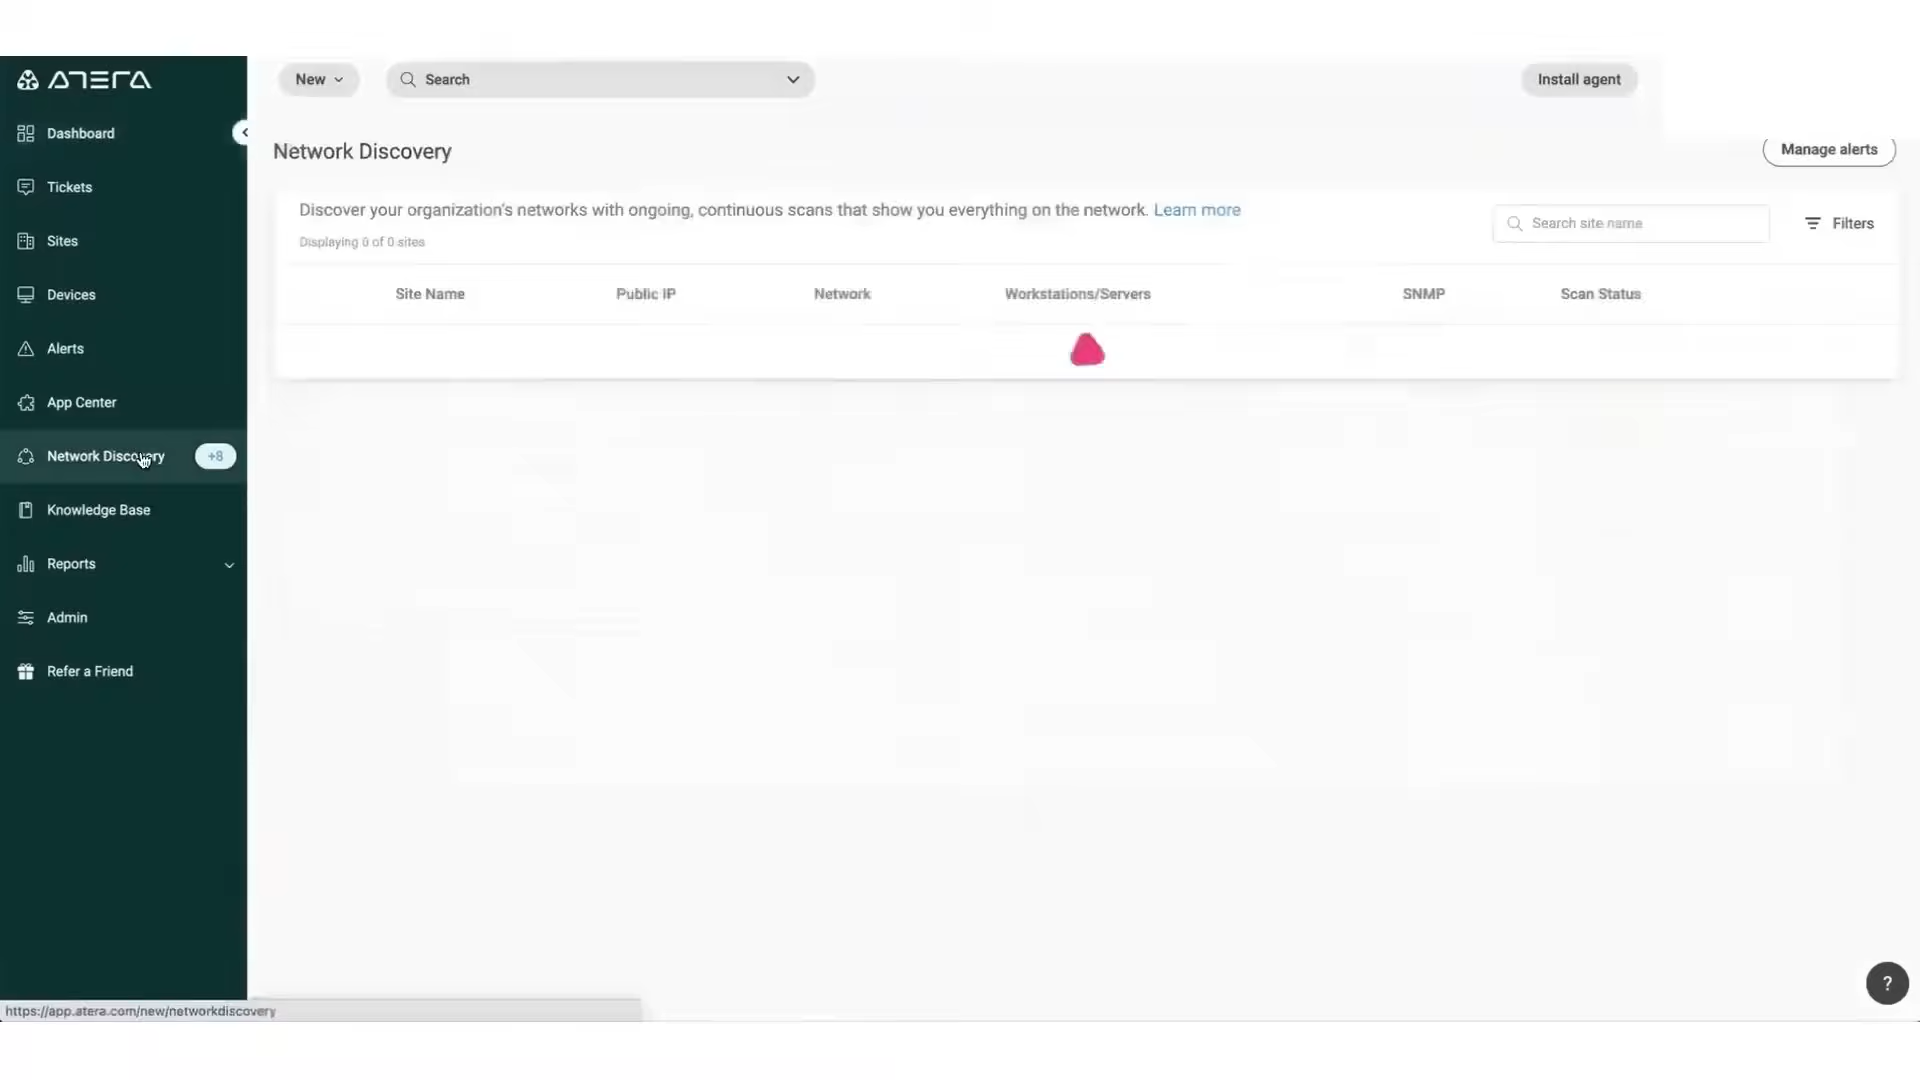 ATERA
New
Search
Install agent
Dashboard
Tickets
Sites
Devices
Alerts
App Center
Network Discovery
+8
Knowledge Base
Reports
Admin
Refer a Friend
Network Discovery
Manage alerts
Discover your organization's networks with ongoing, continuous scans that show you everything on the network. Learn more
Displaying 0 of 0 sites
Search site name
Filters
Site Name
Public IP
Network
Workstations/Servers
SNMP
Scan Status
?
https://app.atera.com/new/networkdiscovery